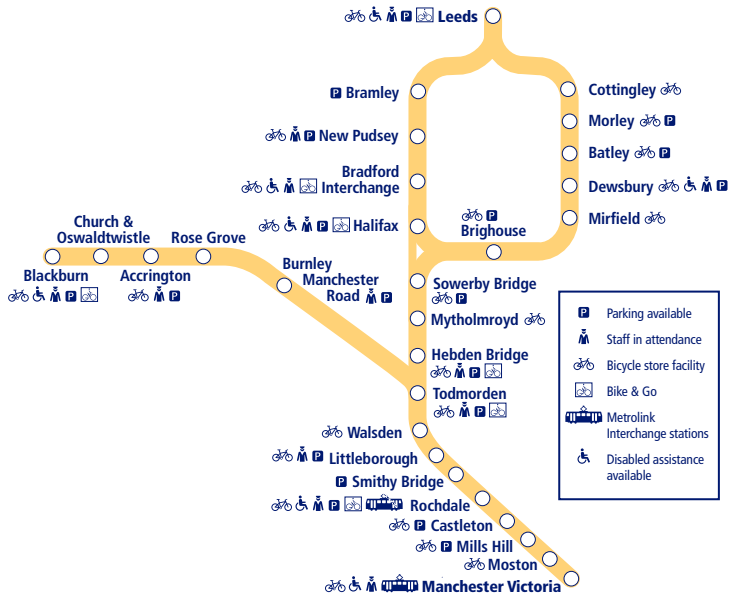 Leeds
Bramley
Cottingley
Morley
New Pudsey
Batley
Bradford
Interchange
Dewsbury
Halifax
Brighouse
Mirfield
Church &
Oswaldtwistle
Rose Grove
Blackburn
Accrington
Burnley
Manchester
Road
Sowerby Bridge
Mytholmroyd
Hebden Bridge
Todmorden
Walsden
Littleborough
Smithy Bridge
Rochdale
Castleton
Mills Hill
Moston
Manchester Victoria
P Parking available
Staff in attendance
Bicycle store facility
Bike & Go
Metrolink
Interchange stations
Disabled assistance
available